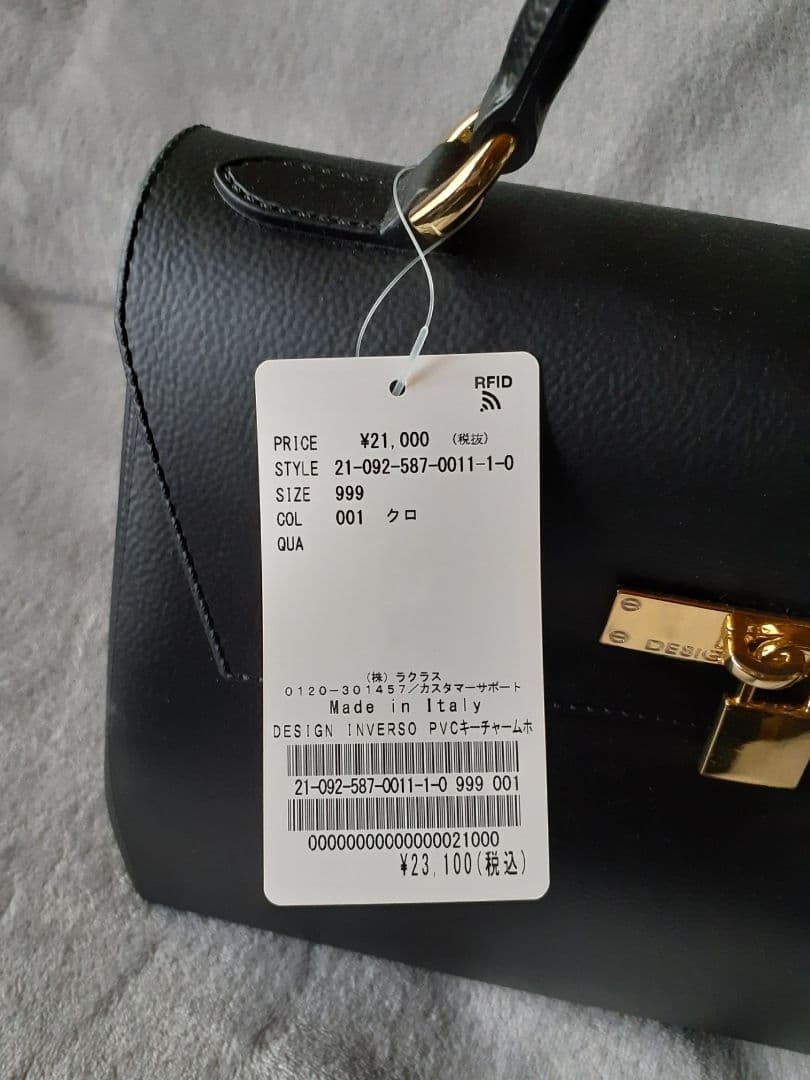 RFID
PRICE ¥21,000 (税抜)
STYLE 21-092-587-0011-1-0
SIZE 999
COL 001 クロ
QUA
(株) ラクラス
0120-301457/カスタマーサポート
Made in Italy
DESIGN INVERSO PVCキーチャームホ
21-092-587-0011-1-0 999 001
00000000000000021000
¥23,100(税込)
DESIG